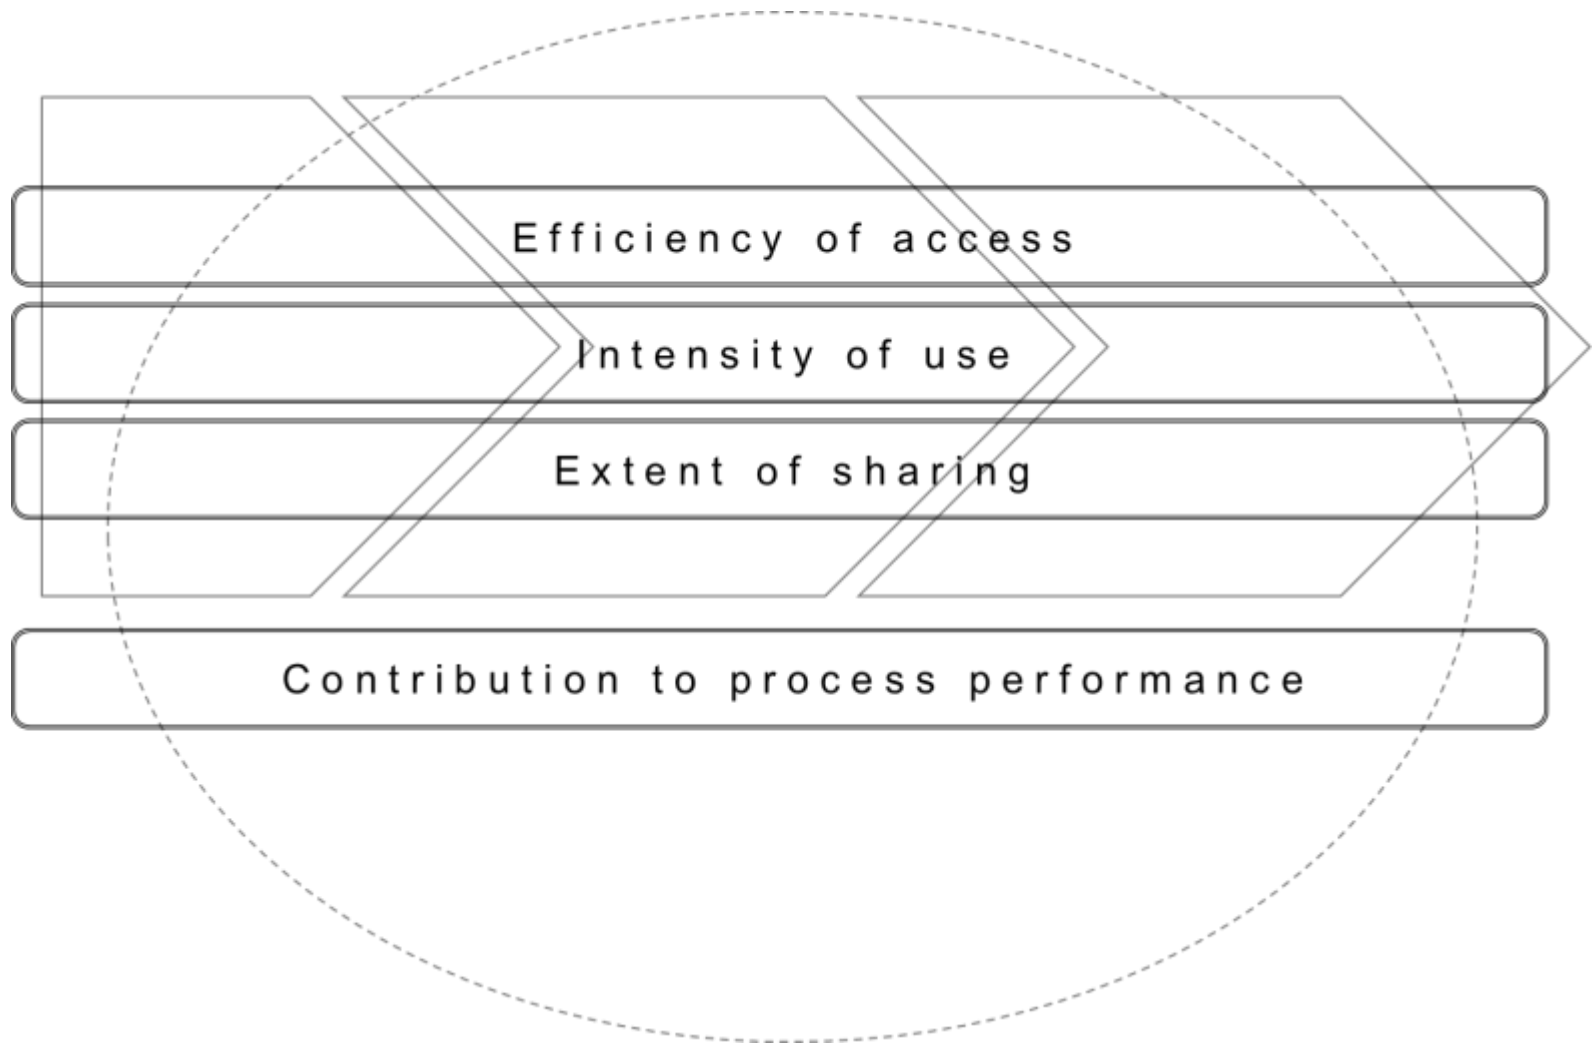 Efficiency of access
Intensity of use
Extent of sharing
Contribution to process performance